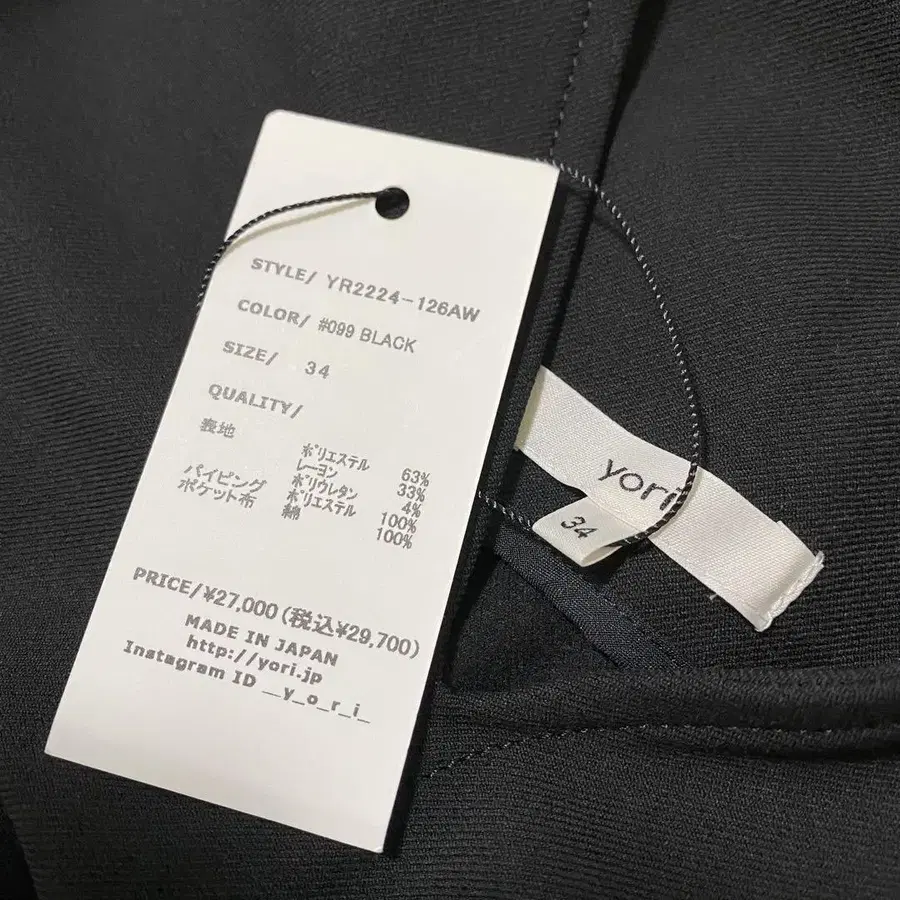 STYLE/ YR2224-126AW
COLOR/ #099 BLACK
SIZE/ 34
QUALITY/
表地 ポリエステル 63%
レーヨン 33%
ポリウレタン 4%
パイピング ポリエステル 100%
ポケット布 綿 100%
PRICE/¥27,000(税込¥29,700)
MADE IN JAPAN
http://yori.jp
Instagram ID __y_o_r_i_
yori
34